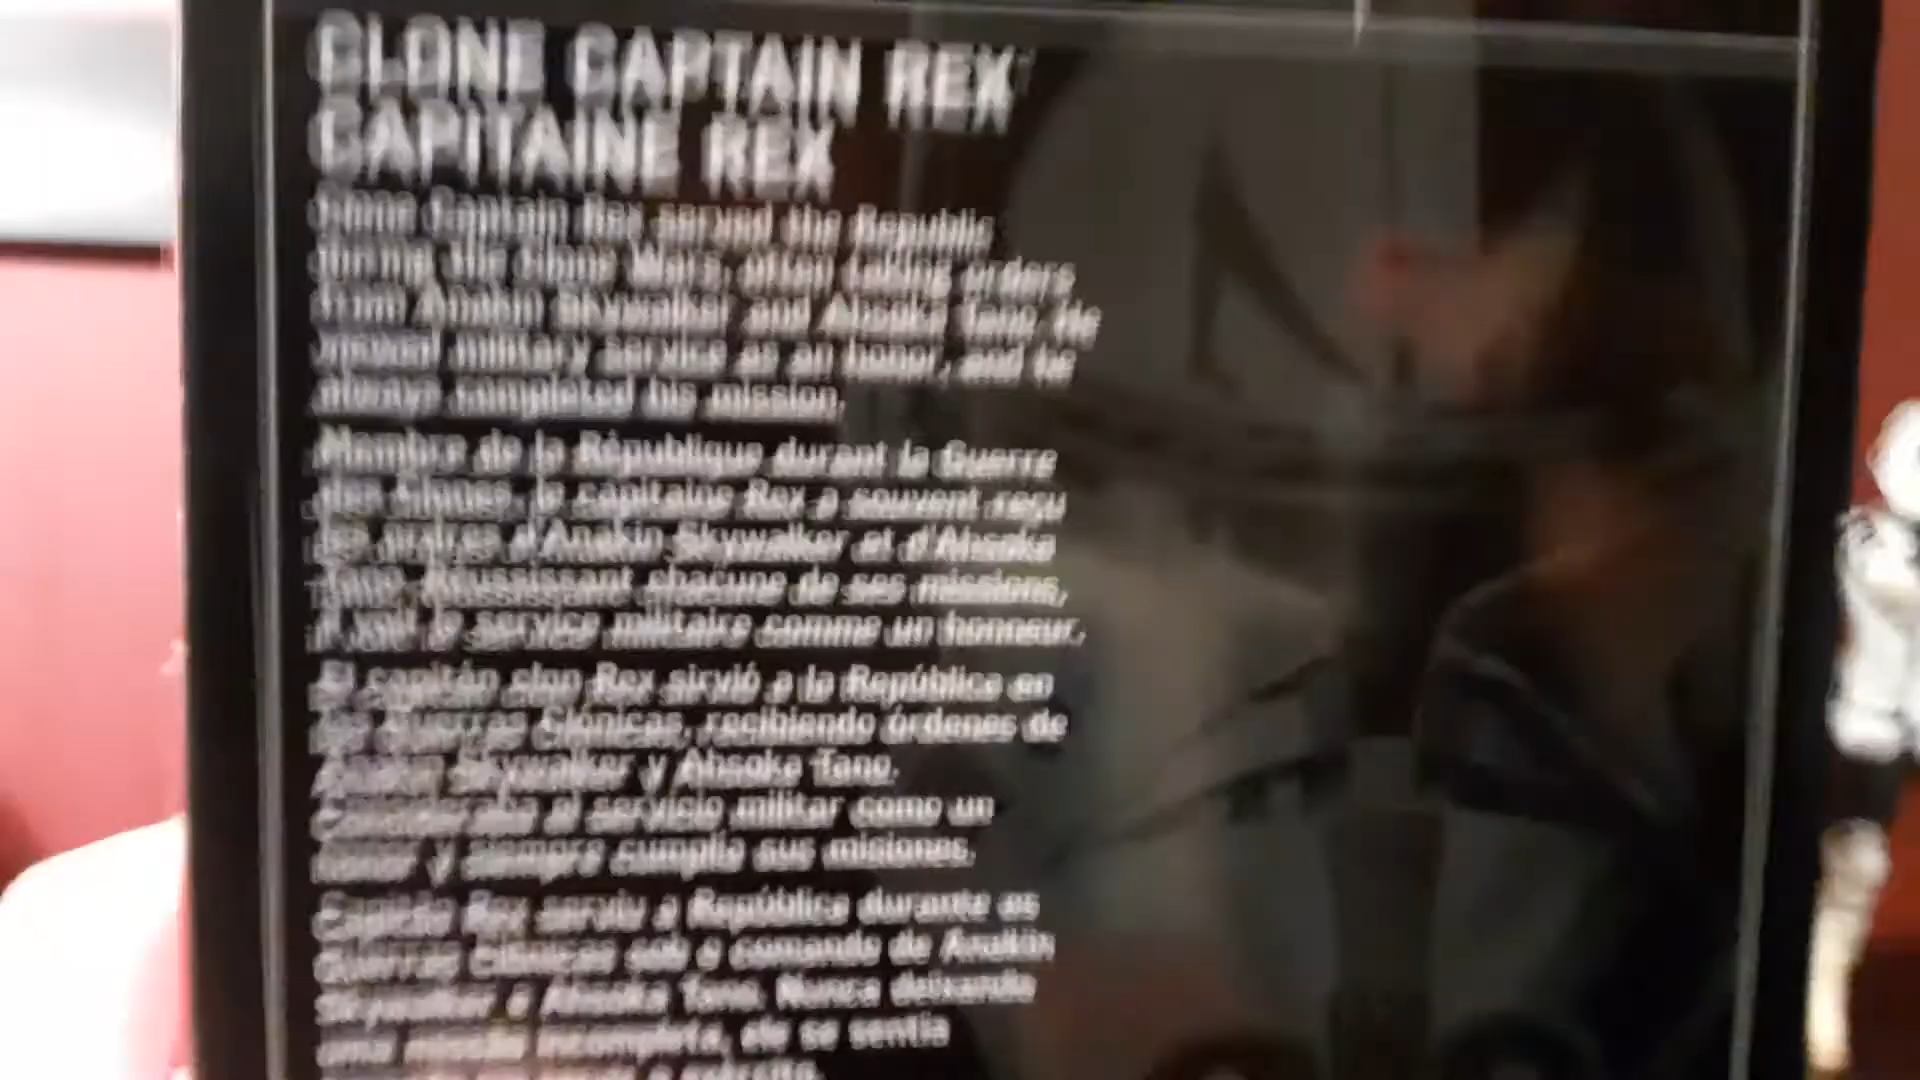 CLONE CAPTAIN REX
CAPITAINE REX
Clone Captain Rex served the Republic
during the Clone Wars, often taking orders
from Anakin Skywalker and Ahsoka Tano. He
viewed military service as an honor, and he
always completed his mission.
Membre de la République durant la Guerre
des Clones, le capitaine Rex a souvent reçu
les ordres d'Anakin Skywalker et d'Ahsoka
Tano. Réussissant chacune de ses missions,
il voit le service militaire comme un honneur.
El capitán clon Rex sirvió a la República en
las Guerras Clónicas, recibiendo órdenes de
Anakin Skywalker y Ahsoka Tano.
Consideraba el servicio militar como un
honor y siempre cumplía sus misiones.
Capitão Rex serviu a República durante as
Guerras Clônicas sob o comando de Anakin
Skywalker e Ahsoka Tano. Nunca deixando
uma missão incompleta, ele se sentia
o exército.